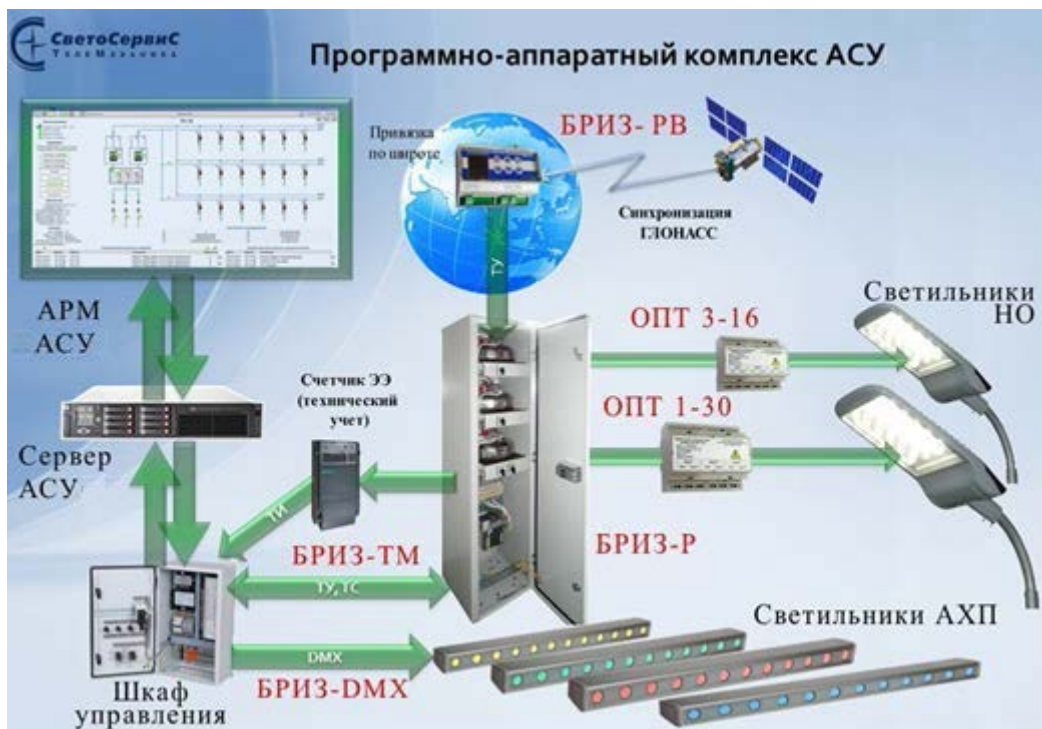 СветоСервиС
ТелеМеханика
Программно-аппаратный комплекс АСУ
Привязка
по широте
БРИЗ- РВ
Синхронизация
ГЛОНАСС
ТУ
АРМ
АСУ
Светильники
НО
ОПТ 3-16
Счетчик ЭЭ
(технический
учет)
ОПТ 1-30
Сервер
АСУ
ТИ
БРИЗ-ТМ
БРИЗ-Р
ТУ, ТС
Светильники АХП
DMX
БРИЗ-DMX
Шкаф
управления